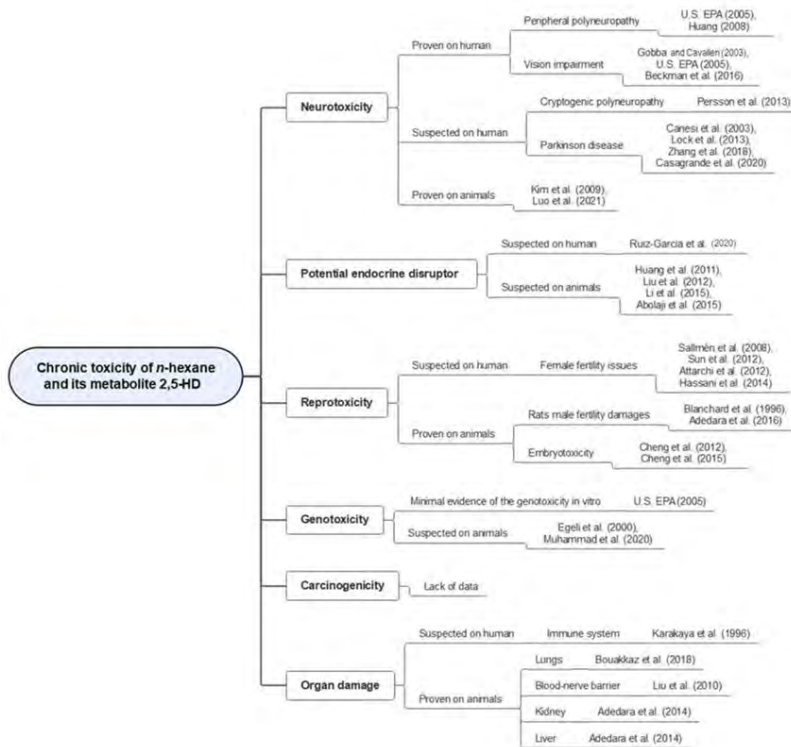 Chronic toxicity of n-hexane
and its metabolite 2,5-HD
Neurotoxicity
Proven on human
Peripheral polyneuropathy
U.S. EPA (2005),
Huang (2008)
Vision impairment
Gobba and Cavalleri (2003),
U.S. EPA (2005),
Beckman et al. (2016)
Suspected on human
Cryptogenic polyneuropathy
Persson et al. (2013)
Parkinson disease
Canesi et al. (2003),
Lock et al. (2013),
Zhang et al. (2018),
Casagrande et al. (2020)
Proven on animals
Kim et al. (2009),
Luo et al. (2021)
Potential endocrine disruptor
Suspected on human
Ruiz-Garcia et al. (2020)
Suspected on animals
Huang et al. (2011),
Liu et al. (2012),
Li et al. (2015),
Abolaji et al. (2015)
Reprotoxicity
Suspected on human
Female fertility issues
Sallmén et al. (2008),
Sun et al. (2012),
Attarchi et al. (2012),
Hassani et al. (2014)
Proven on animals
Rats male fertility damages
Blanchard et al. (1996),
Adedara et al. (2016)
Embryotoxicity
Cheng et al. (2012),
Cheng et al. (2015)
Genotoxicity
Minimal evidence of the genotoxicity in vitro
U.S. EPA (2005)
Suspected on animals
Egeli et al. (2000),
Muhammad et al. (2020)
Carcinogenicity
Lack of data
Organ damage
Suspected on human
Immune system
Karakaya et al. (1996)
Proven on animals
Lungs
Bouakkaz et al. (2018)
Blood-nerve barrier
Liu et al. (2010)
Kidney
Adedara et al. (2014)
Liver
Adedara et al. (2014)